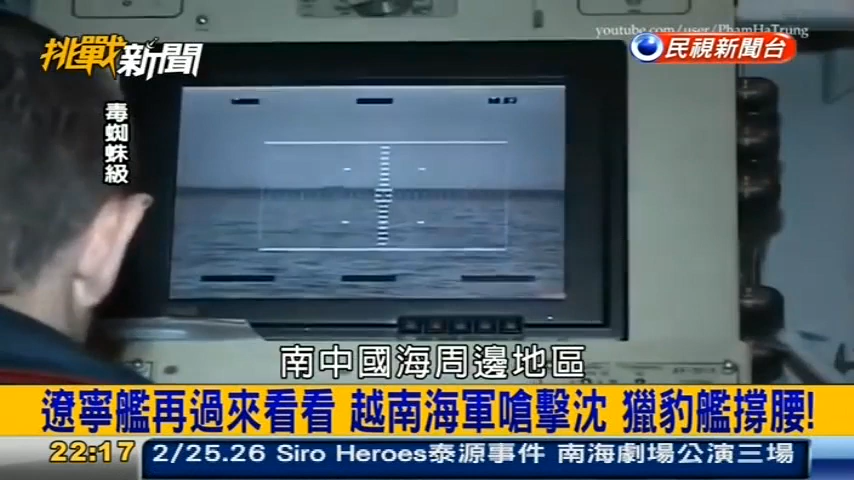 youtube.com/user/PhamHaTrung
挑戰新聞
民視新聞台
毒蜘蛛級
南中國海周邊地區
遼寧艦再過來看看 越南海軍嗆擊沈 獵豹艦撐腰!
22:17 2/25.26 Siro Heroes泰源事件 南海劇場公演三場